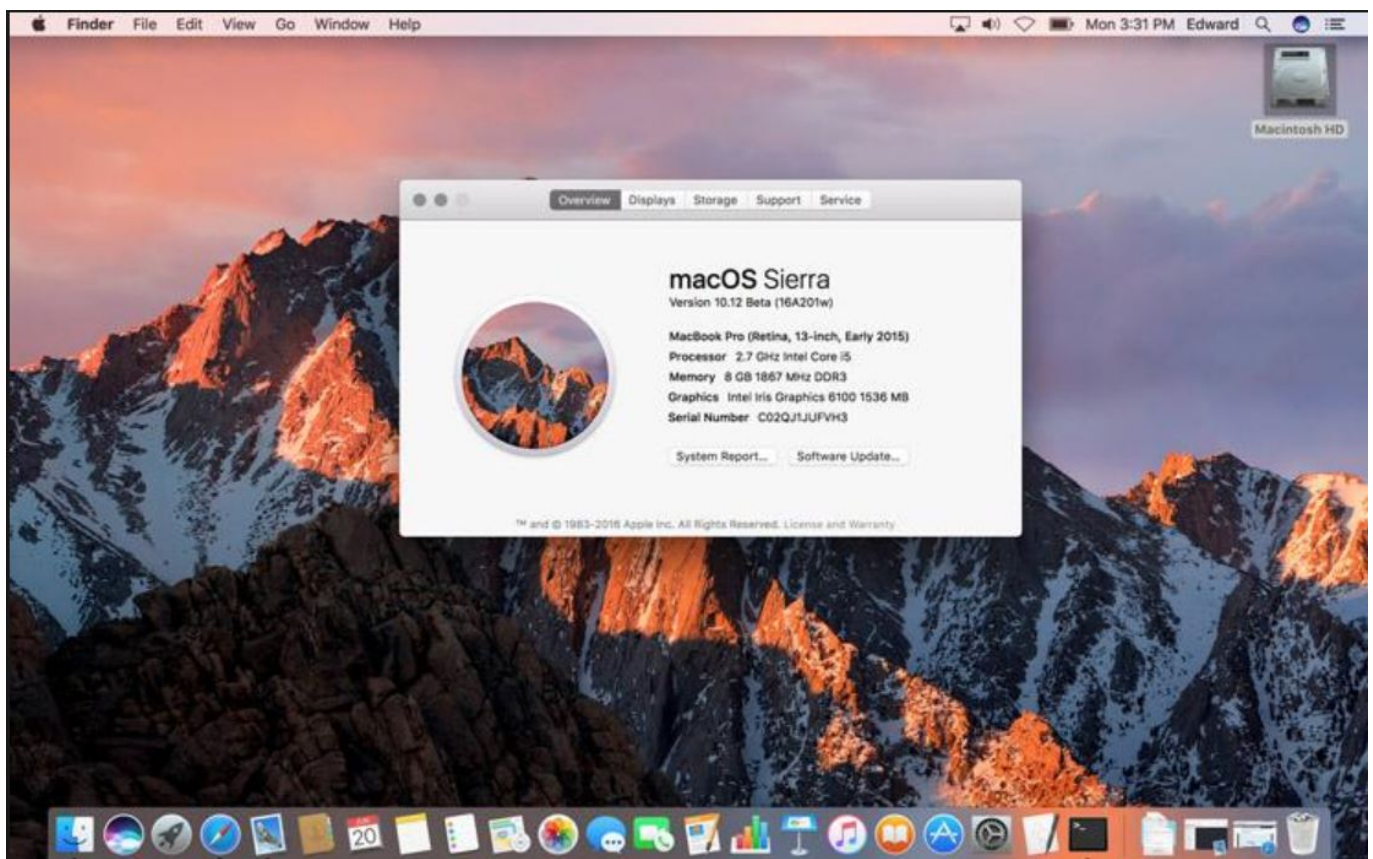 Finder File Edit View Go Window Help Mon 3:31 PM Edward
Macintosh HD
Overview Displays Storage Support Service
macOS Sierra
Version 10.12 Beta (16A201w)
MacBook Pro (Retina, 13-inch, Early 2015)
Processor 2.7 GHz Intel Core i5
Memory 8 GB 1867 MHz DDR3
Graphics Intel Iris Graphics 6100 1536 MB
Serial Number C02QJ1JUFVH3
System Report... Software Update...
™ and © 1983-2016 Apple Inc. All Rights Reserved. License and Warranty
20